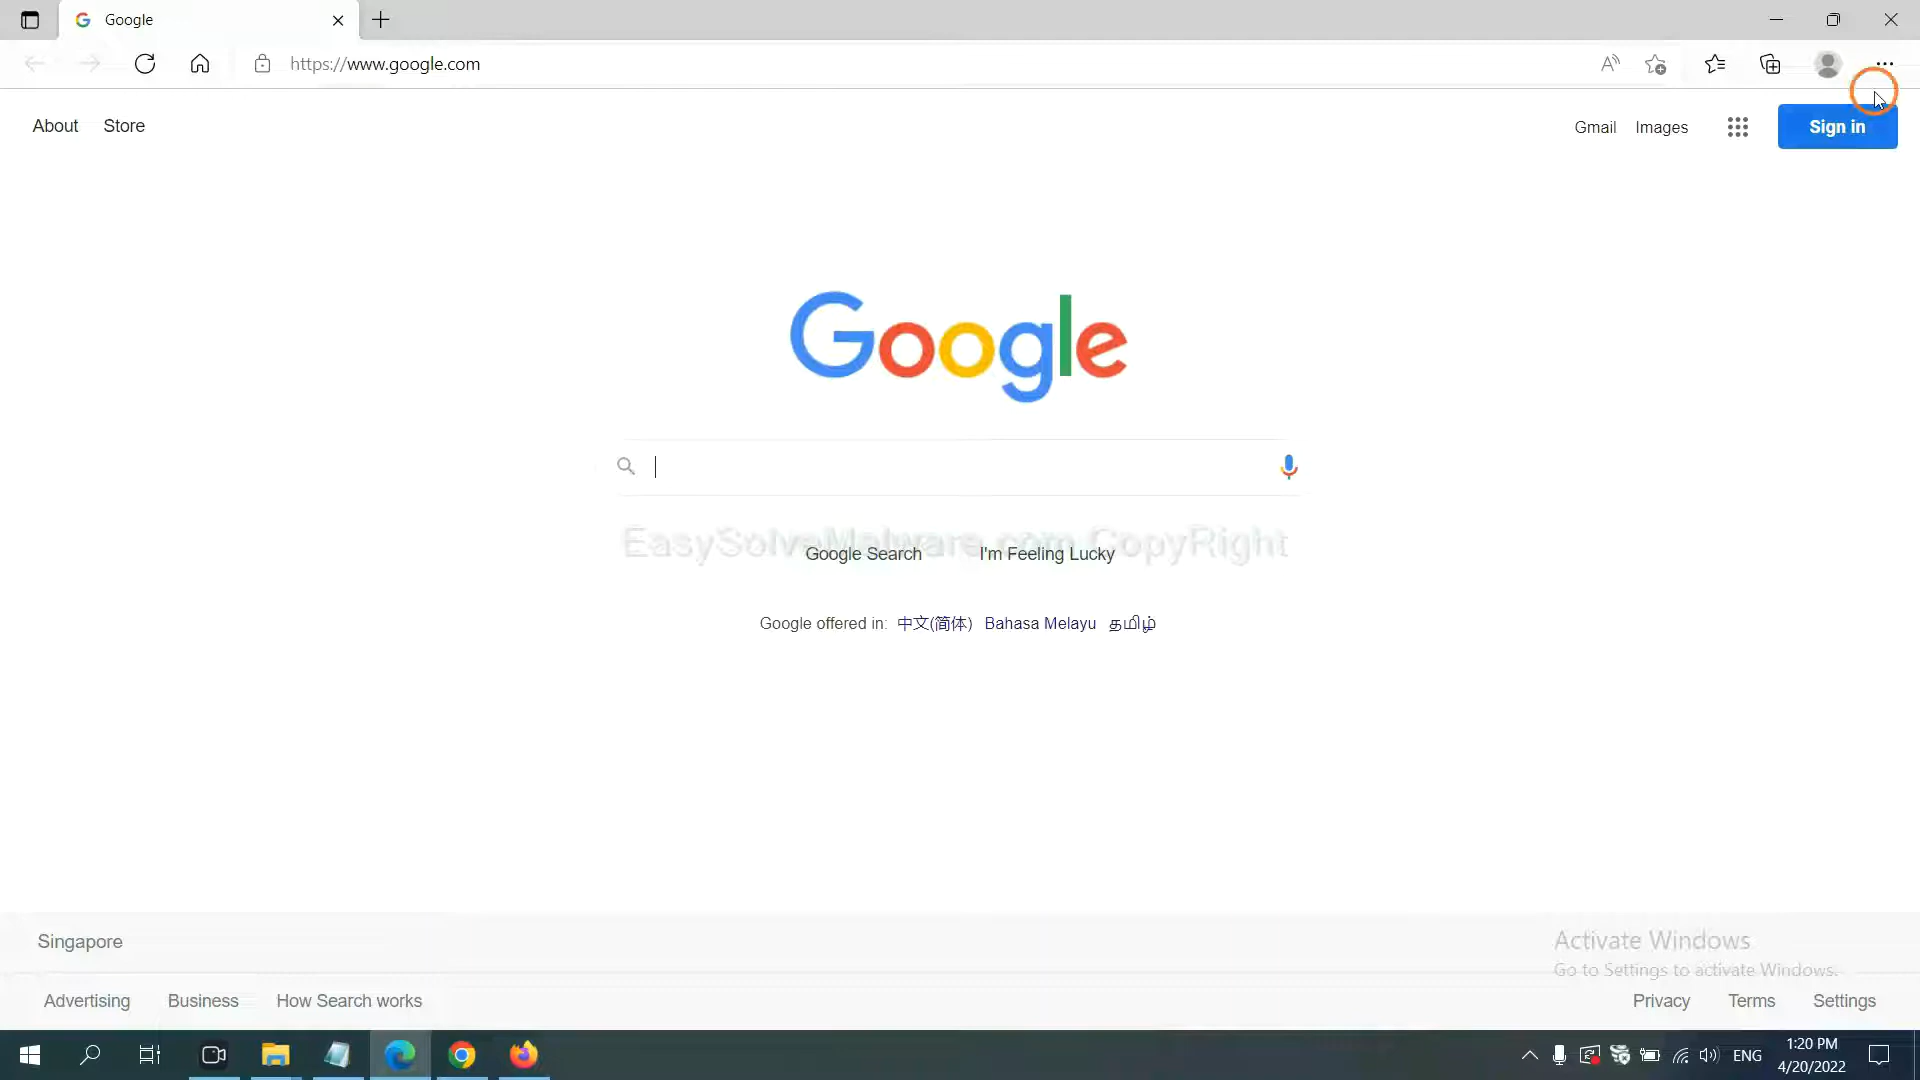 Google
https://www.google.com
About Store
Gmail Images Sign in
Google
EasySolveMalware.com CopyRight
Google Search I'm Feeling Lucky
Google offered in: 中文(简体) Bahasa Melayu தமிழ்
Singapore
Activate Windows
Go to Settings to activate Windows.
Advertising Business How Search works
Privacy Terms Settings
ENG
1:20 PM
4/20/2022